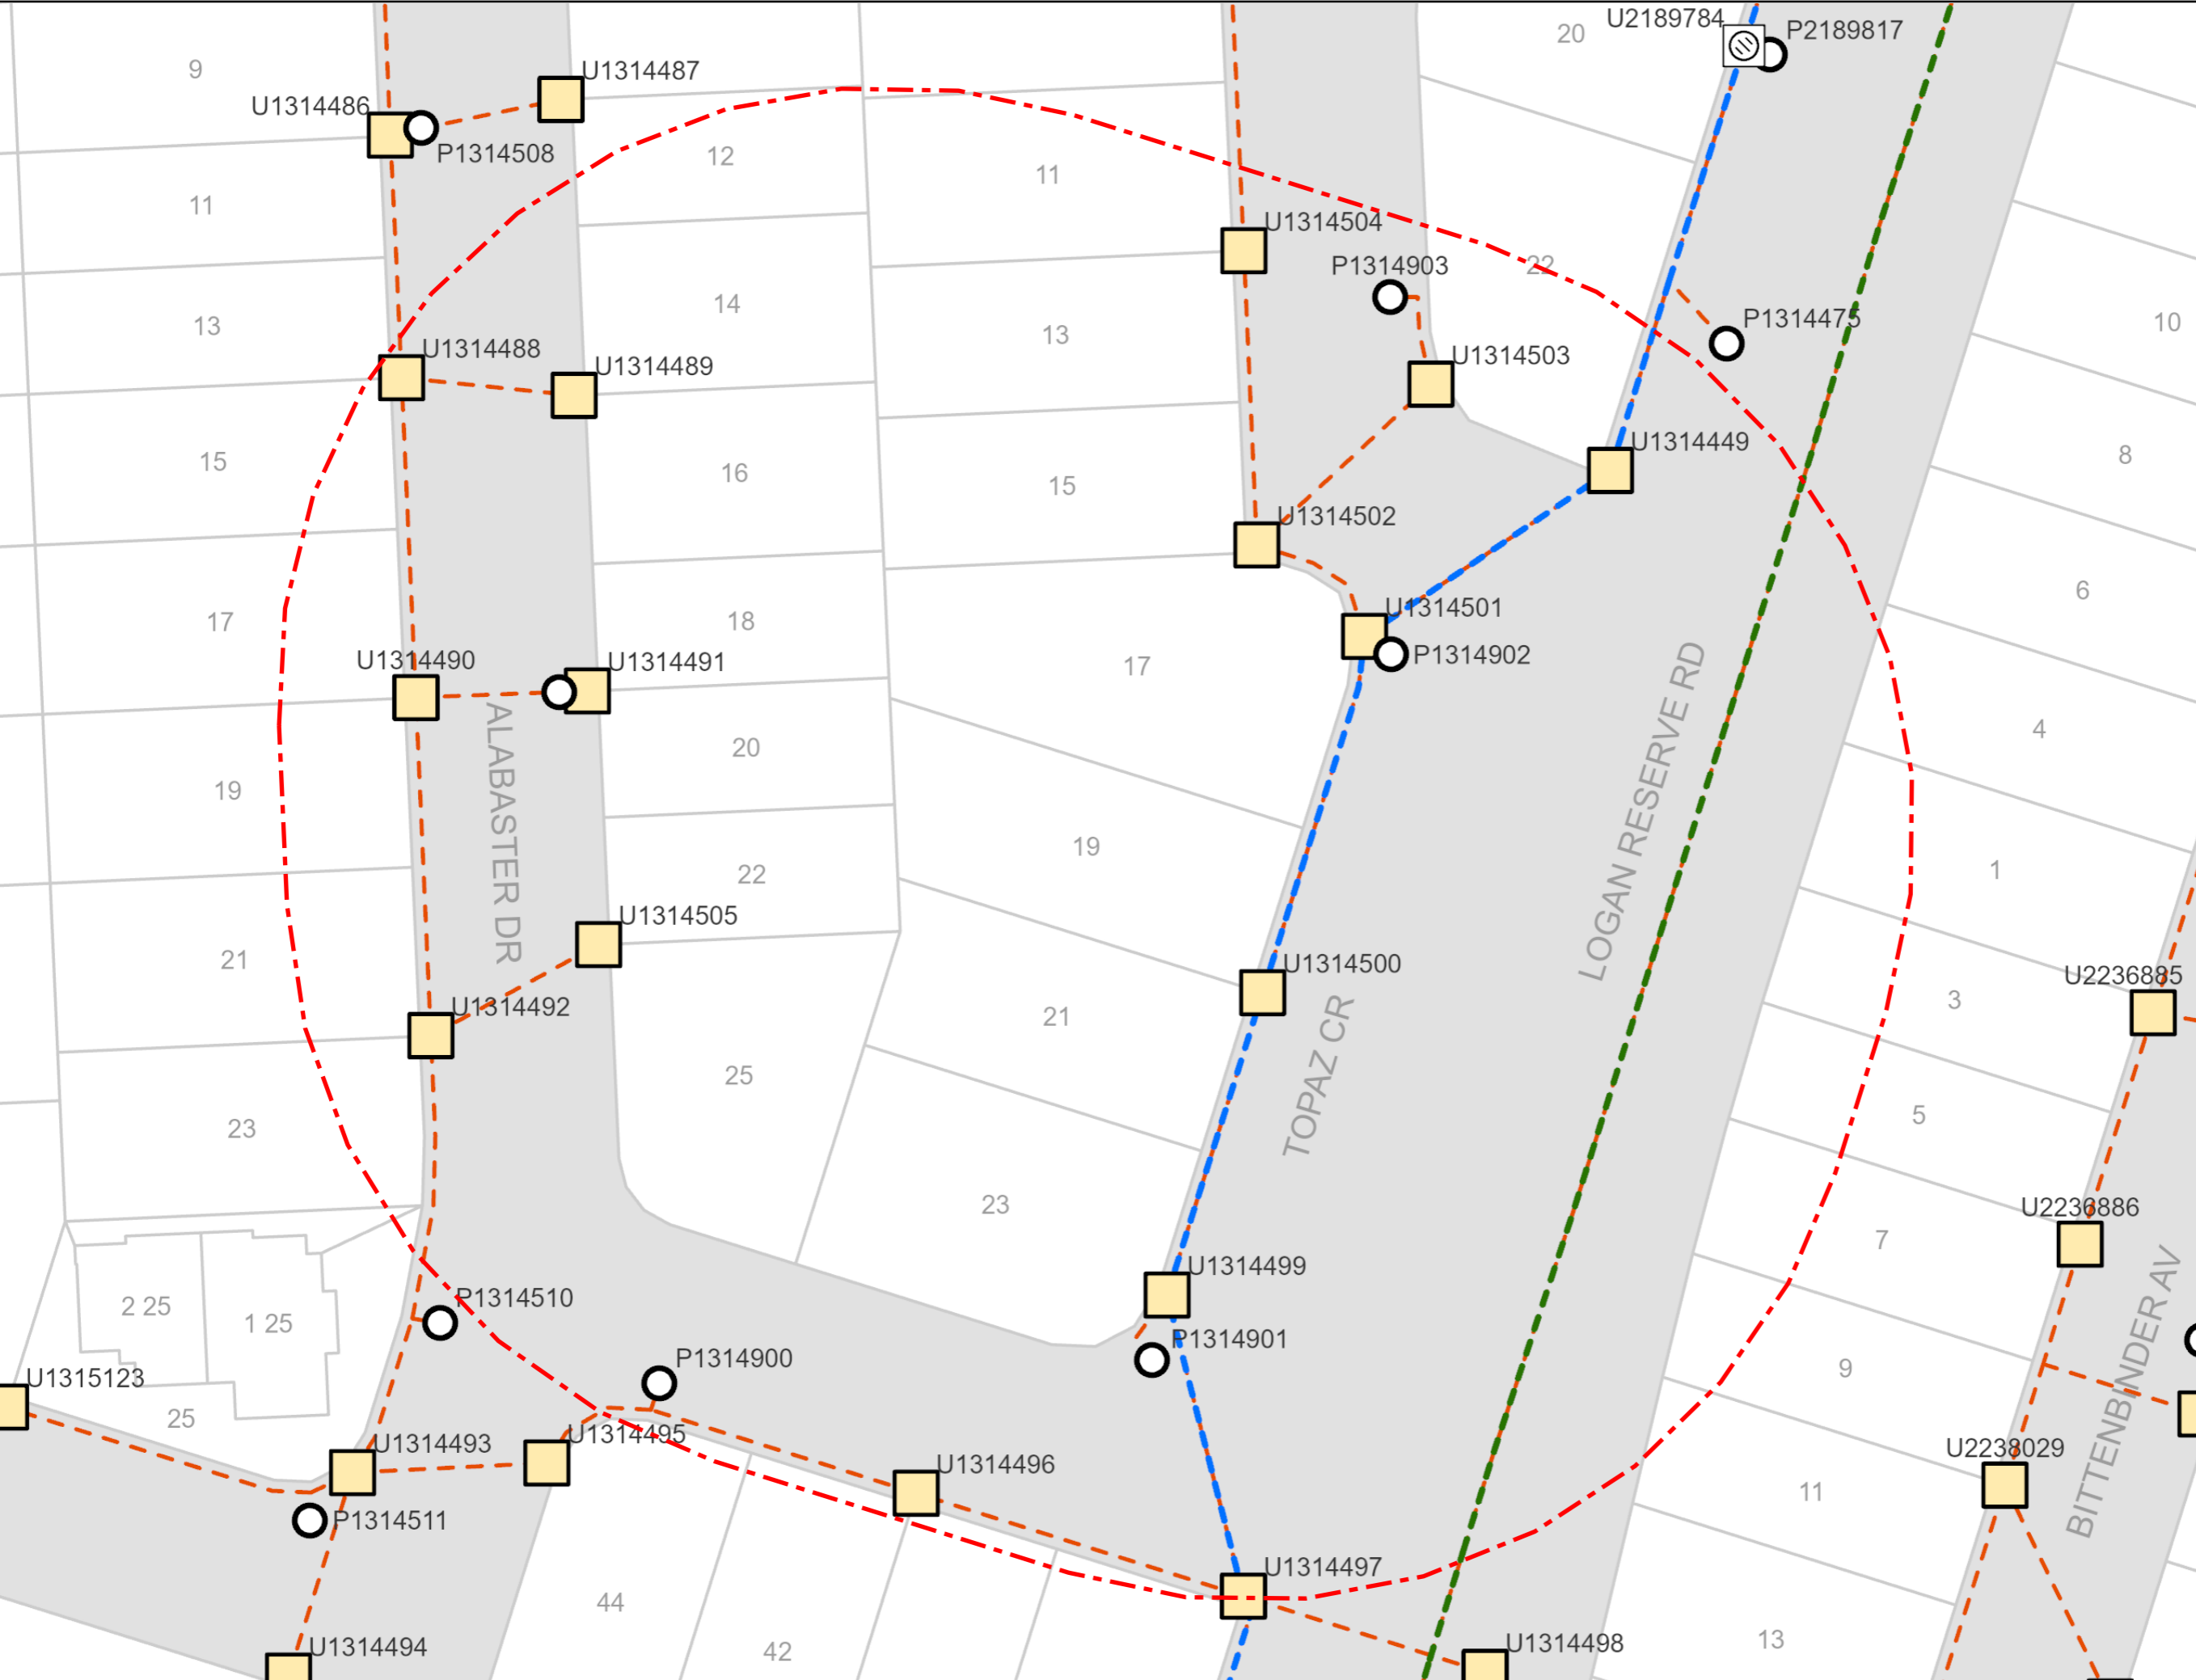 U2189784
P2189817
20
9
U1314487
U1314486
P1314508
12
11
11
U1314504
P1314903
22
14
P1314475
10
13
13
U1314488
U1314489
U1314503
U1314449
8
15
16
15
U1314502
6
17
18
U1314501
U1314490
U1314491
17
P1314902
4
ALABASTER DR
20
LOGAN RESERVE RD
19
19
22
1
U1314505
21
U1314500
U2236885
3
U1314492
21
TOPAZ CR
25
5
23
23
U2236886
7
U1314499
P1314510
2 25
1 25
P1314901
P1314900
9
U1315123
25
U1314495
U1314493
BITTENBINDER AV
U2238029
U1314496
11
P1314511
U1314497
44
13
U1314494
42
U1314498